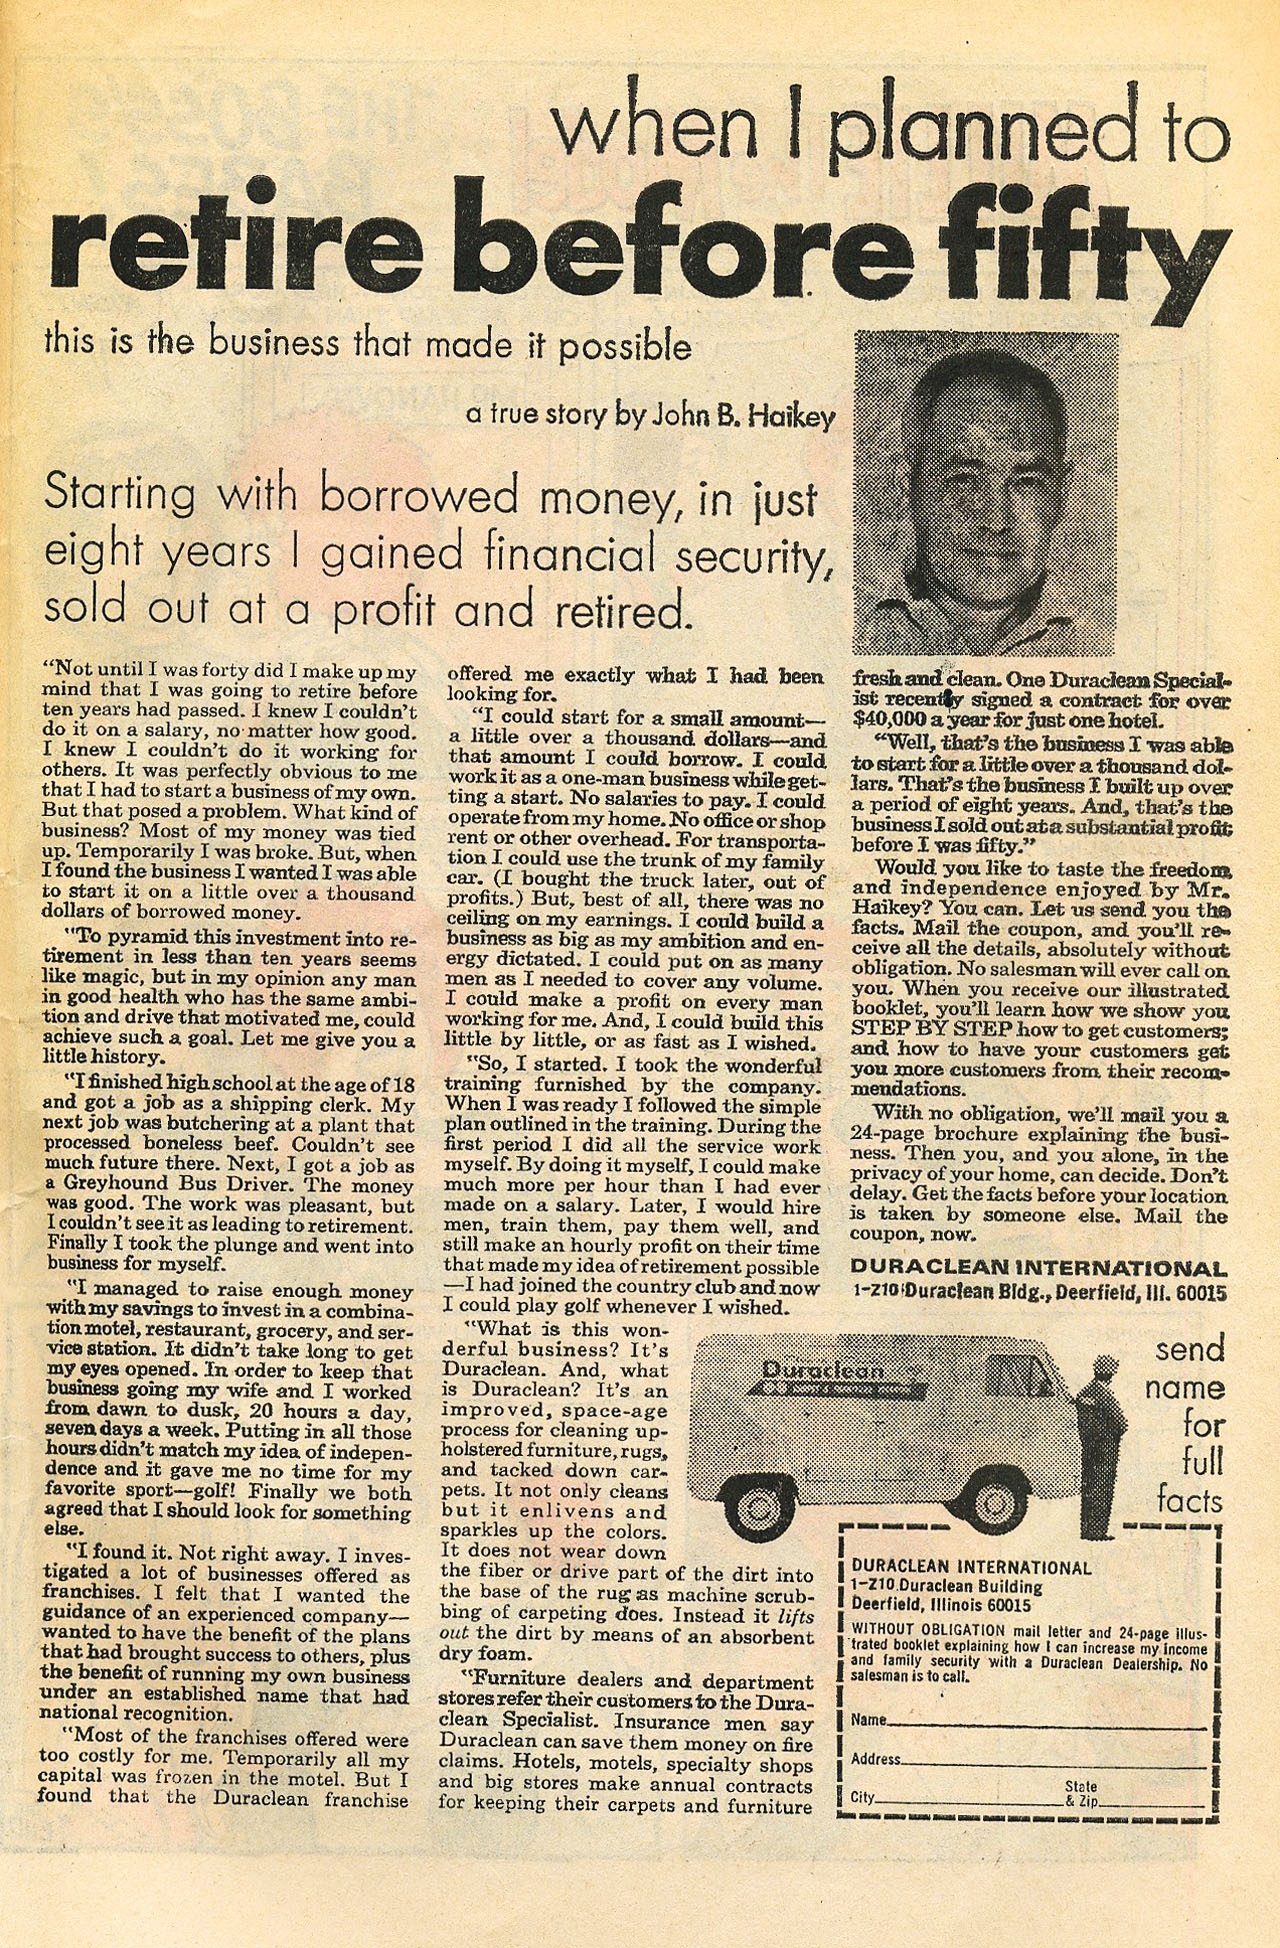 when I planned to
retire before fifty
this is the business that made it possible
a true story by John B. Haikey
Starting with borrowed money, in just
eight years I gained financial security,
sold out at a profit and retired.
"Not until I was forty did I make up my
mind that I was going to retire before
ten years had passed. I knew I couldn't
do it on a salary, no matter how good.
I knew I couldn't do it working for
others. It was perfectly obvious to me
that I had to start a business of my own.
But that posed a problem. What kind of
business? Most of my money was tied
up. Temporarily I was broke. But, when
I found the business I wanted I was able
to start it on a little over a thousand
dollars of borrowed money.
"To pyramid this investment into re-
tirement in less than ten years seems
like magic, but in my opinion any man
in good health who has the same ambi-
tion and drive that motivated me, could
achieve such a goal. Let me give you a
little history.
"I finished high school at the age of 18
and got a job as a shipping clerk. My
next job was butchering at a plant that
processed boneless beef. Couldn't see
much future there. Next, I got a job as
a Greyhound Bus Driver. The money
was good. The work was pleasant, but
I couldn't see it as leading to retirement.
Finally I took the plunge and went into
business for myself.
"I managed to raise enough money
with my savings to invest in a combina-
tion motel, restaurant, grocery, and ser-
vice station. It didn't take long to get
my eyes opened. In order to keep that
business going my wife and I worked
from dawn to dusk, 20 hours a day,
seven days a week. Putting in all those
hours didn't match my idea of indepen-
dence and it gave me no time for my
favorite sport—golf! Finally we both
agreed that I should look for something
else.
"I found it. Not right away. I inves-
tigated a lot of businesses offered as
franchises. I felt that I wanted the
guidance of an experienced company—
wanted to have the benefit of the plans
that had brought success to others, plus
the benefit of running my own business
under an established name that had
national recognition.
"Most of the franchises offered were
too costly for me. Temporarily all my
capital was frozen in the motel. But I
found that the Duraclean franchise
offered me exactly what I had been
looking for.
"I could start for a small amount—
a little over a thousand dollars—and
that amount I could borrow. I could
work it as a one-man business while get-
ting a start. No salaries to pay. I could
operate from my home. No office or shop
rent or other overhead. For transporta-
tion I could use the trunk of my family
car. (I bought the truck later, out of
profits.) But, best of all, there was no
ceiling on my earnings. I could build a
business as big as my ambition and en-
ergy dictated. I could put on as many
men as I needed to cover any volume.
I could make a profit on every man
working for me. And, I could build this
little by little, or as fast as I wished.
"So, I started. I took the wonderful
training furnished by the company.
When I was ready I followed the simple
plan outlined in the training. During the
first period I did all the service work
myself. By doing it myself, I could make
much more per hour than I had ever
made on a salary. Later, I would hire
men, train them, pay them well, and
still make an hourly profit on their time
that made my idea of retirement possible
—I had joined the country club and now
I could play golf whenever I wished.
"What is this won-
derful business? It's
Duraclean. And, what
is Duraclean? It's an
improved, space-age
process for cleaning up-
holstered furniture, rugs,
and tacked down car-
pets. It not only cleans
but it enlivens and
sparkles up the colors.
It does not wear down
the fiber or drive part of the dirt into
the base of the rug as machine scrub-
bing of carpeting does. Instead it lifts
out the dirt by means of an absorbent
dry foam.
"Furniture dealers and department
stores refer their customers to the Dura-
clean Specialist. Insurance men say
Duraclean can save them money on fire
claims. Hotels, motels, specialty shops
and big stores make annual contracts
for keeping their carpets and furniture
fresh and clean. One Duraclean Special-
ist recently signed a contract for over
$40,000 a year for just one hotel.
"Well, that's the business I was able
to start for a little over a thousand dol-
lars. That's the business I built up over
a period of eight years. And, that's the
business I sold out at a substantial profit
before I was fifty."
Would you like to taste the freedom
and independence enjoyed by Mr.
Haikey? You can. Let us send you the
facts. Mail the coupon, and you'll re-
ceive all the details, absolutely without
obligation. No salesman will ever call on
you. When you receive our illustrated
booklet, you'll learn how we show you
STEP BY STEP how to get customers;
and how to have your customers get
you more customers from their recom-
mendations.
With no obligation, we'll mail you a
24-page brochure explaining the busi-
ness. Then you, and you alone, in the
privacy of your home, can decide. Don't
delay. Get the facts before your location
is taken by someone else. Mail the
coupon, now.
DURACLEAN INTERNATIONAL
1-Z10 Duraclean Bldg., Deerfield, Ill. 60015
Duraclean
send
name
for
full
facts
DURACLEAN INTERNATIONAL
1-Z10 Duraclean Building
Deerfield, Illinois 60015
WITHOUT OBLIGATION mail letter and 24-page illus-
trated booklet explaining how I can increase my income
and family security with a Duraclean Dealership. No
salesman is to call.
Name
Address
City State & Zip